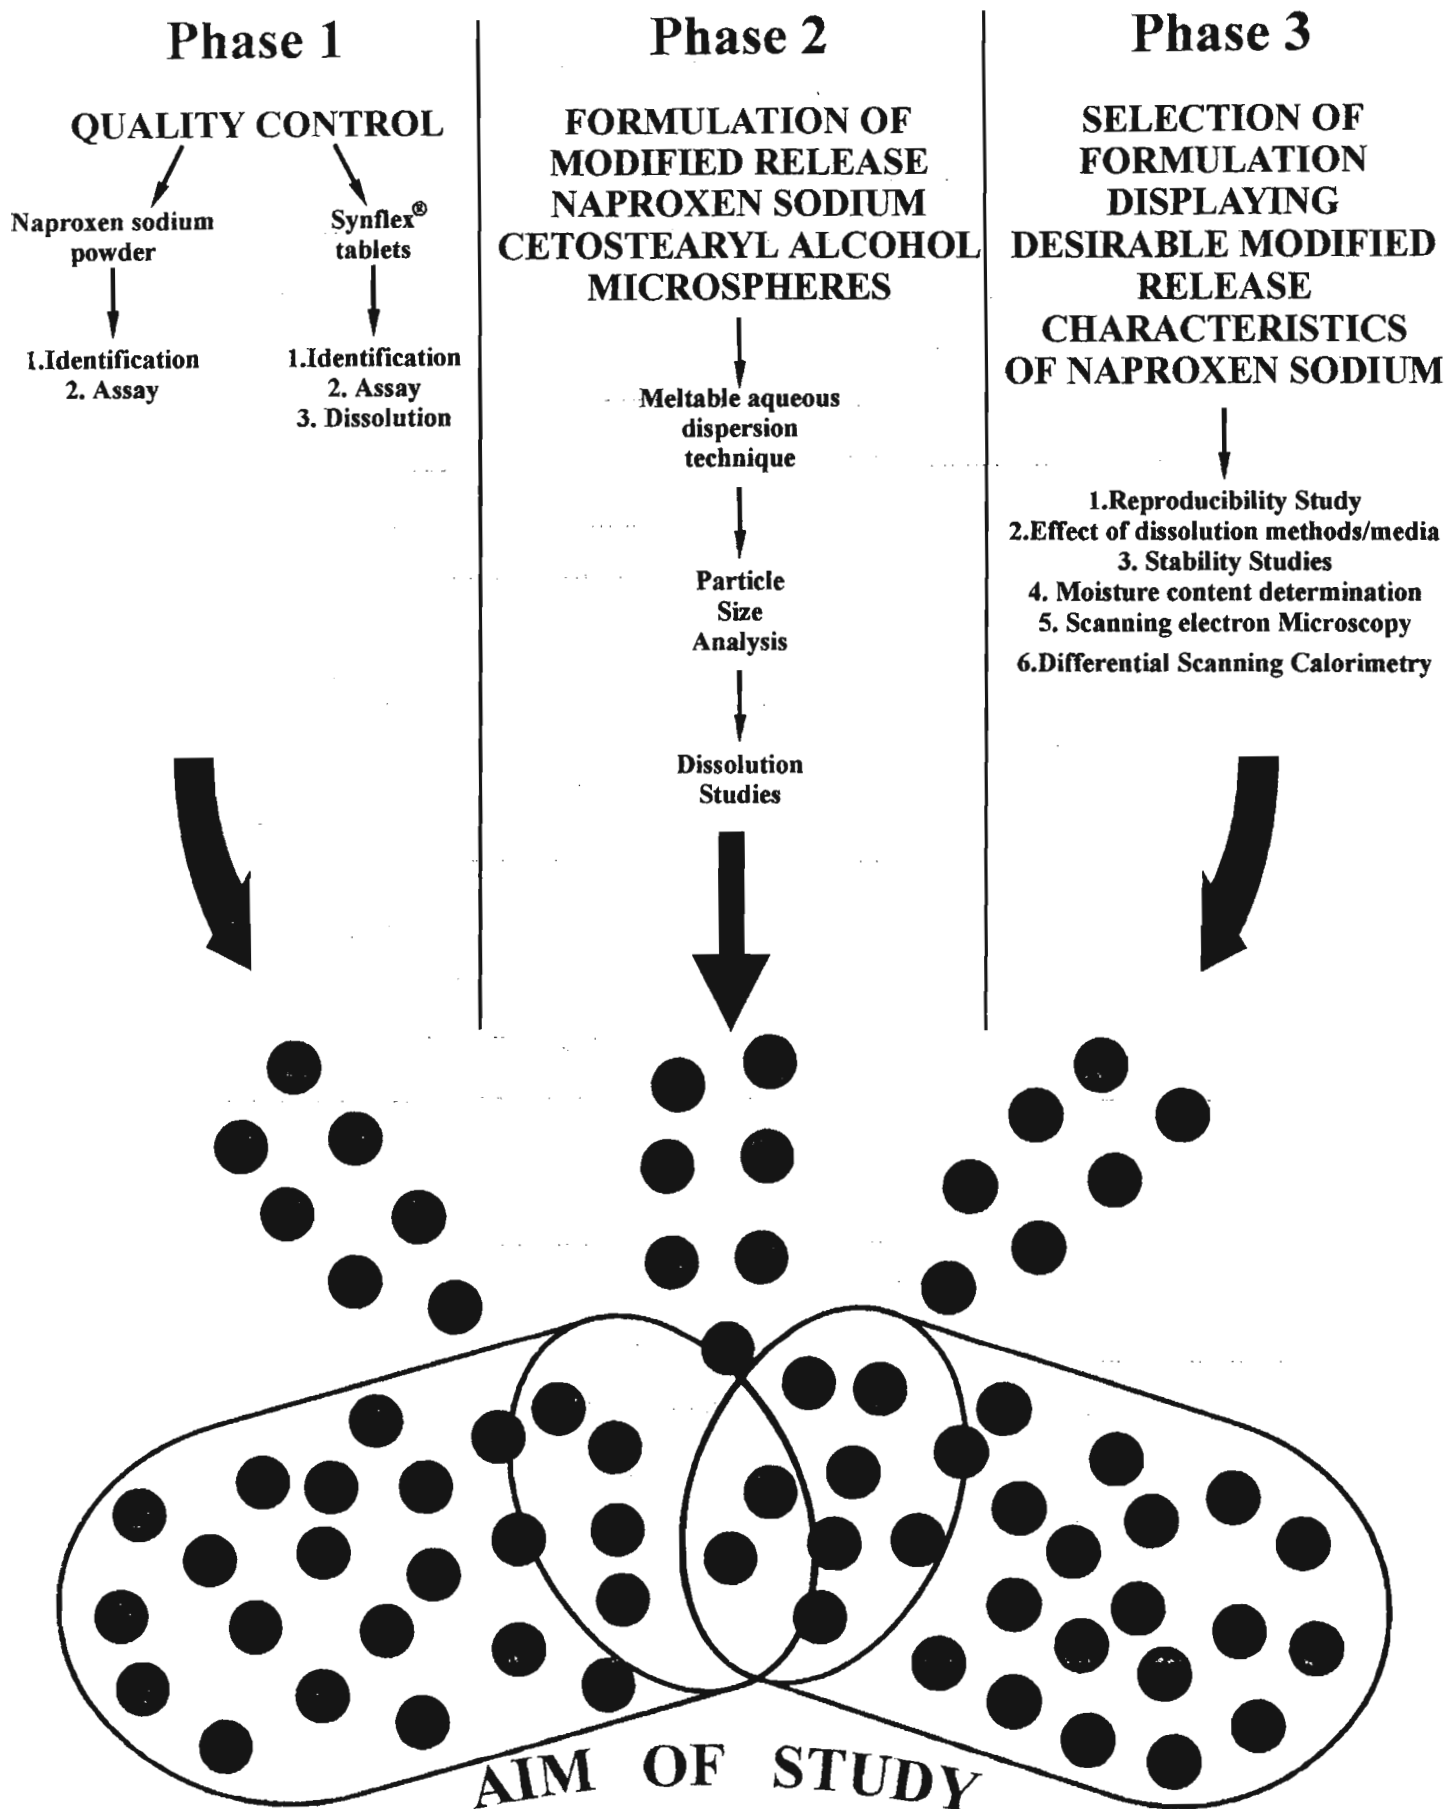 Phase 1
QUALITY CONTROL
Naproxen sodium
powder
1.Identification
2. Assay
Synflex®
tablets
1.Identification
2. Assay
3. Dissolution
Phase 2
FORMULATION OF
MODIFIED RELEASE
NAPROXEN SODIUM
CETOSTEARYL ALCOHOL
MICROSPHERES
Meltable aqueous
dispersion
technique
Particle
Size
Analysis
Dissolution
Studies
Phase 3
SELECTION OF
FORMULATION
DISPLAYING
DESIRABLE MODIFIED
RELEASE
CHARACTERISTICS
OF NAPROXEN SODIUM
1.Reproducibility Study
2.Effect of dissolution methods/media
3. Stability Studies
4. Moisture content determination
5. Scanning electron Microscopy
6.Differential Scanning Calorimetry
AIM OF STUDY